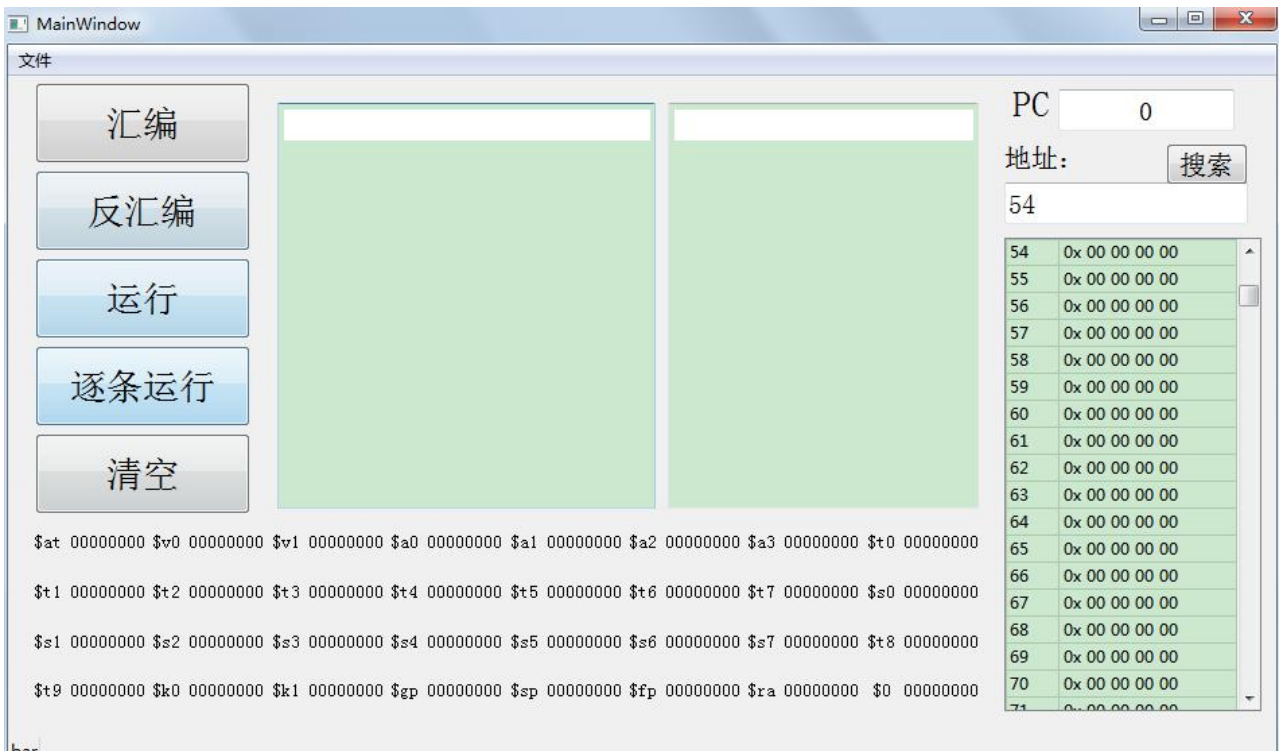 MainWindow
文件
汇编
反汇编
运行
逐条运行
清空
PC 0
地址：
搜索
54
54 0x 00 00 00 00
55 0x 00 00 00 00
56 0x 00 00 00 00
57 0x 00 00 00 00
58 0x 00 00 00 00
59 0x 00 00 00 00
60 0x 00 00 00 00
61 0x 00 00 00 00
62 0x 00 00 00 00
63 0x 00 00 00 00
64 0x 00 00 00 00
65 0x 00 00 00 00
66 0x 00 00 00 00
67 0x 00 00 00 00
68 0x 00 00 00 00
69 0x 00 00 00 00
70 0x 00 00 00 00
71 0x 00 00 00 00
$at 00000000 $v0 00000000 $v1 00000000 $a0 00000000 $a1 00000000 $a2 00000000 $a3 00000000 $t0 00000000
$t1 00000000 $t2 00000000 $t3 00000000 $t4 00000000 $t5 00000000 $t6 00000000 $t7 00000000 $s0 00000000
$s1 00000000 $s2 00000000 $s3 00000000 $s4 00000000 $s5 00000000 $s6 00000000 $s7 00000000 $t8 00000000
$t9 00000000 $k0 00000000 $k1 00000000 $gp 00000000 $sp 00000000 $fp 00000000 $ra 00000000 $0 00000000